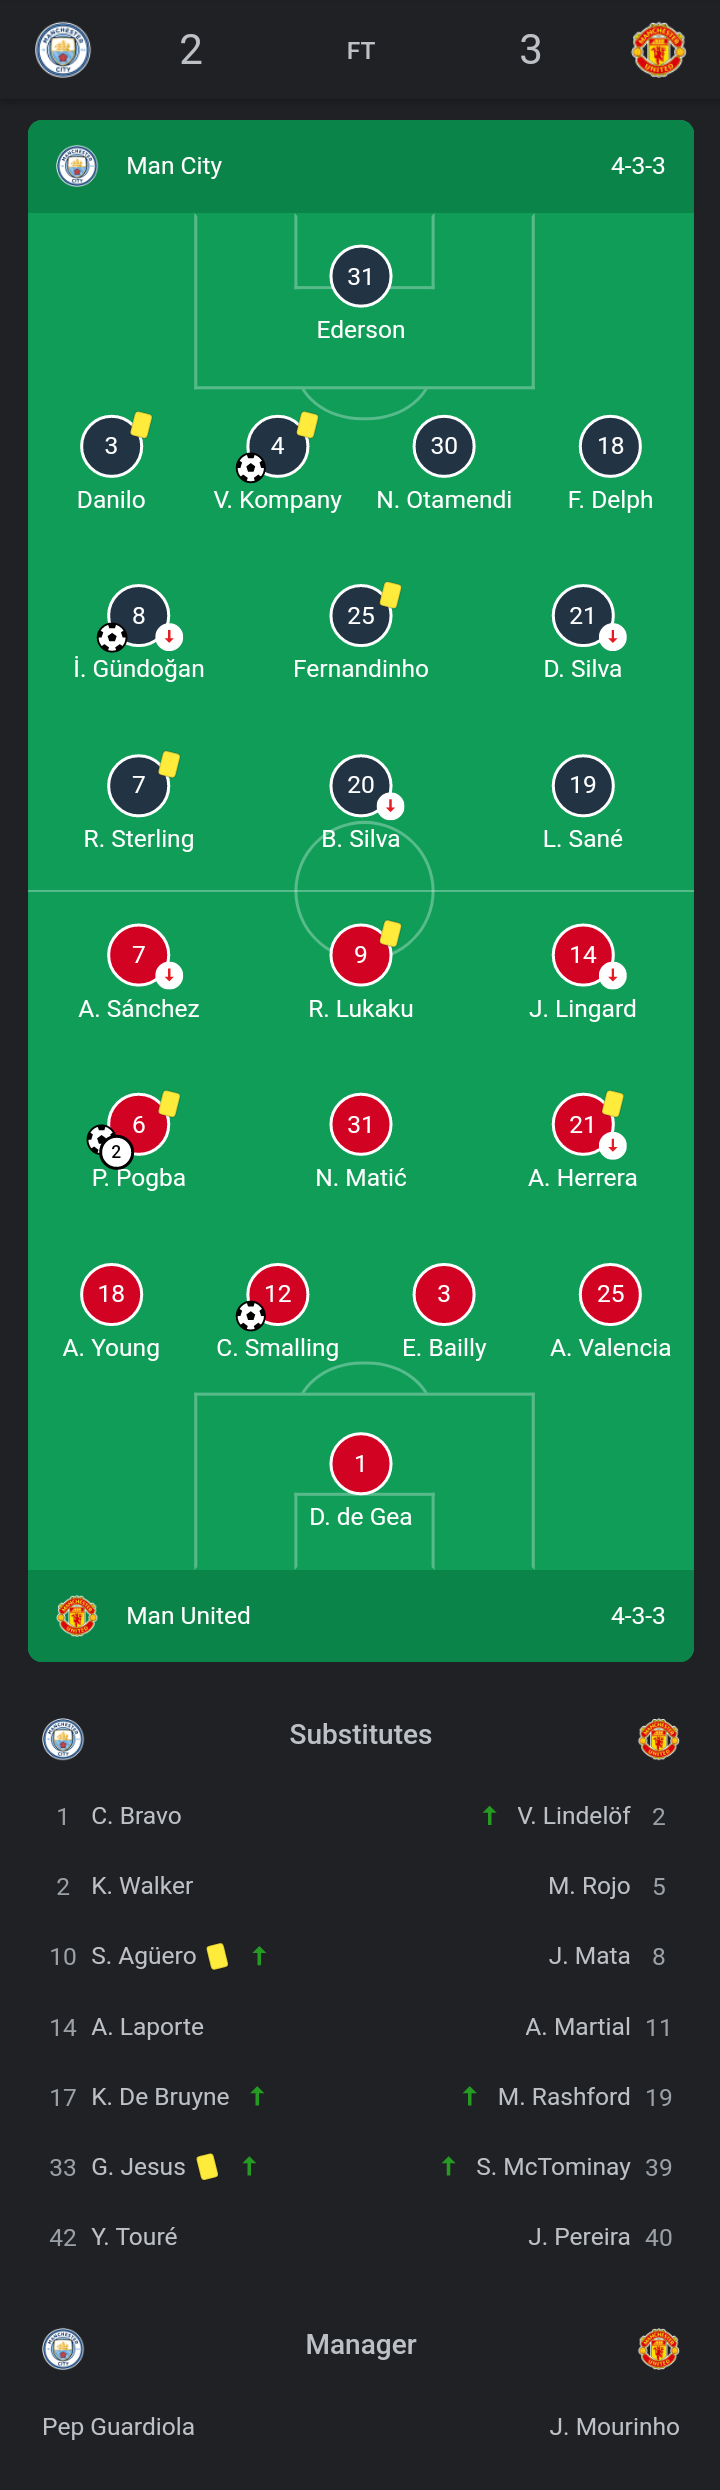 2 FT 3
Man City 4-3-3
31
Ederson
3 4 30 18
Danilo V. Kompany N. Otamendi F. Delph
8 25 21
İ. Gündoğan Fernandinho D. Silva
7 20 19
R. Sterling B. Silva L. Sané
7 9 14
A. Sánchez R. Lukaku J. Lingard
6 31 21
2
P. Pogba N. Matić A. Herrera
18 12 3 25
A. Young C. Smalling E. Bailly A. Valencia
1
D. de Gea
Man United 4-3-3
Substitutes
1 C. Bravo V. Lindelöf 2
2 K. Walker M. Rojo 5
10 S. Agüero J. Mata 8
14 A. Laporte A. Martial 11
17 K. De Bruyne M. Rashford 19
33 G. Jesus S. McTominay 39
42 Y. Touré J. Pereira 40
Manager
Pep Guardiola J. Mourinho